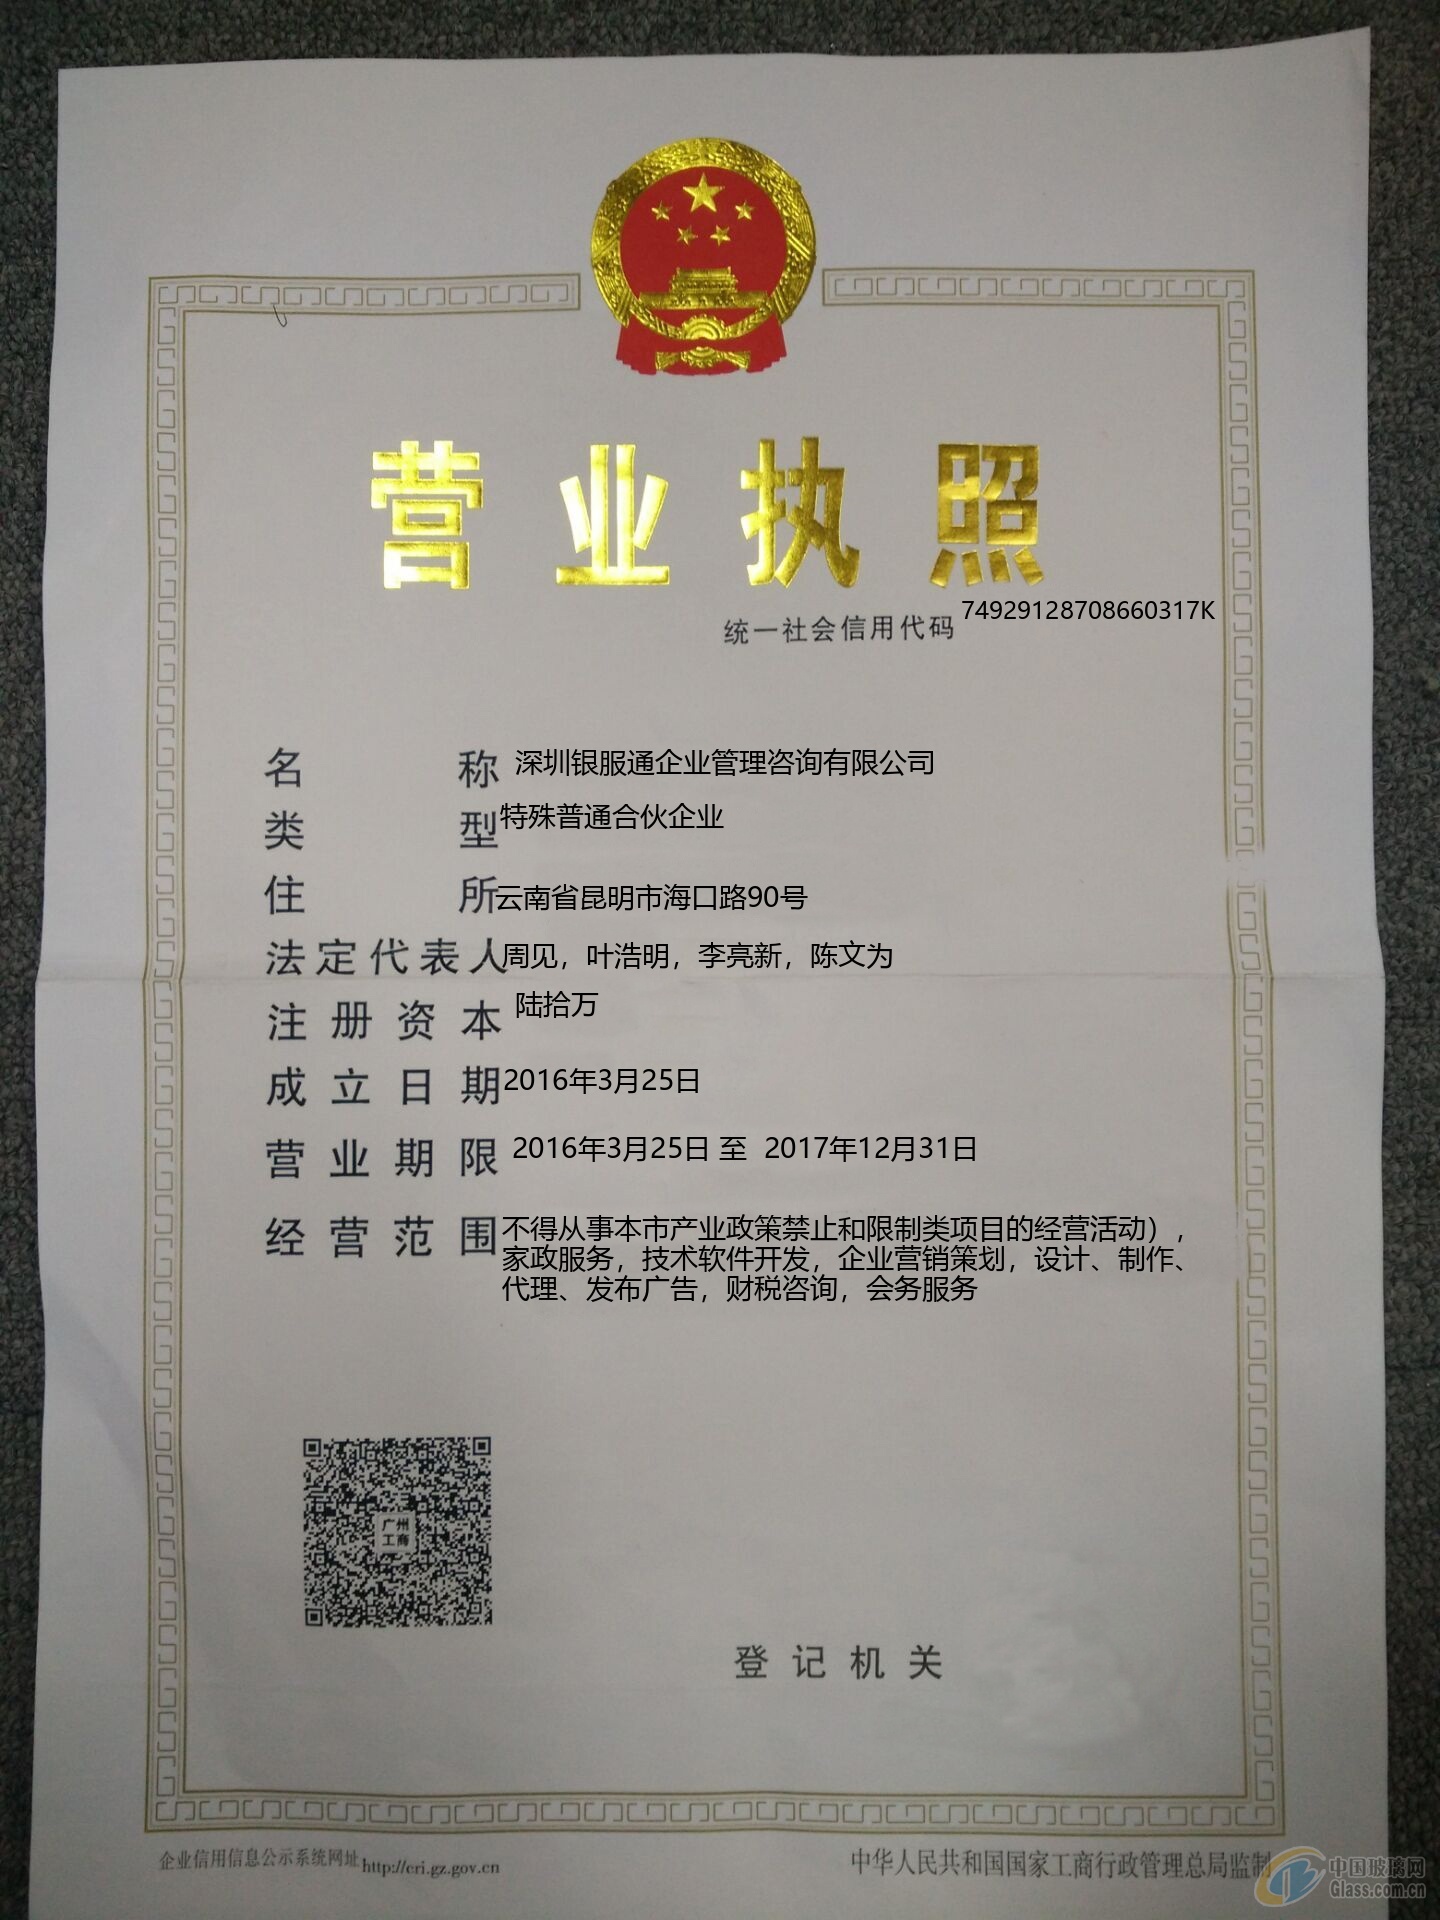 营业执照
统一社会信用代码 74929128708660317K
名称 深圳银服通企业管理咨询有限公司
类型 特殊普通合伙企业
住所 云南省昆明市海口路90号
法定代表人 周见，叶浩明，李亮新，陈文为
注册资本 陆拾万
成立日期 2016年3月25日
营业期限 2016年3月25日 至 2017年12月31日
经营范围 不得从事本市产业政策禁止和限制类项目的经营活动），
家政服务，技术软件开发，企业营销策划，设计、制作、
代理、发布广告，财税咨询，会务服务
广州
工商
登记机关
企业信用信息公示系统网址 http://cri.gz.gov.cn
中华人民共和国国家工商行政管理总局监制
中国玻璃网
Glass.com.cn